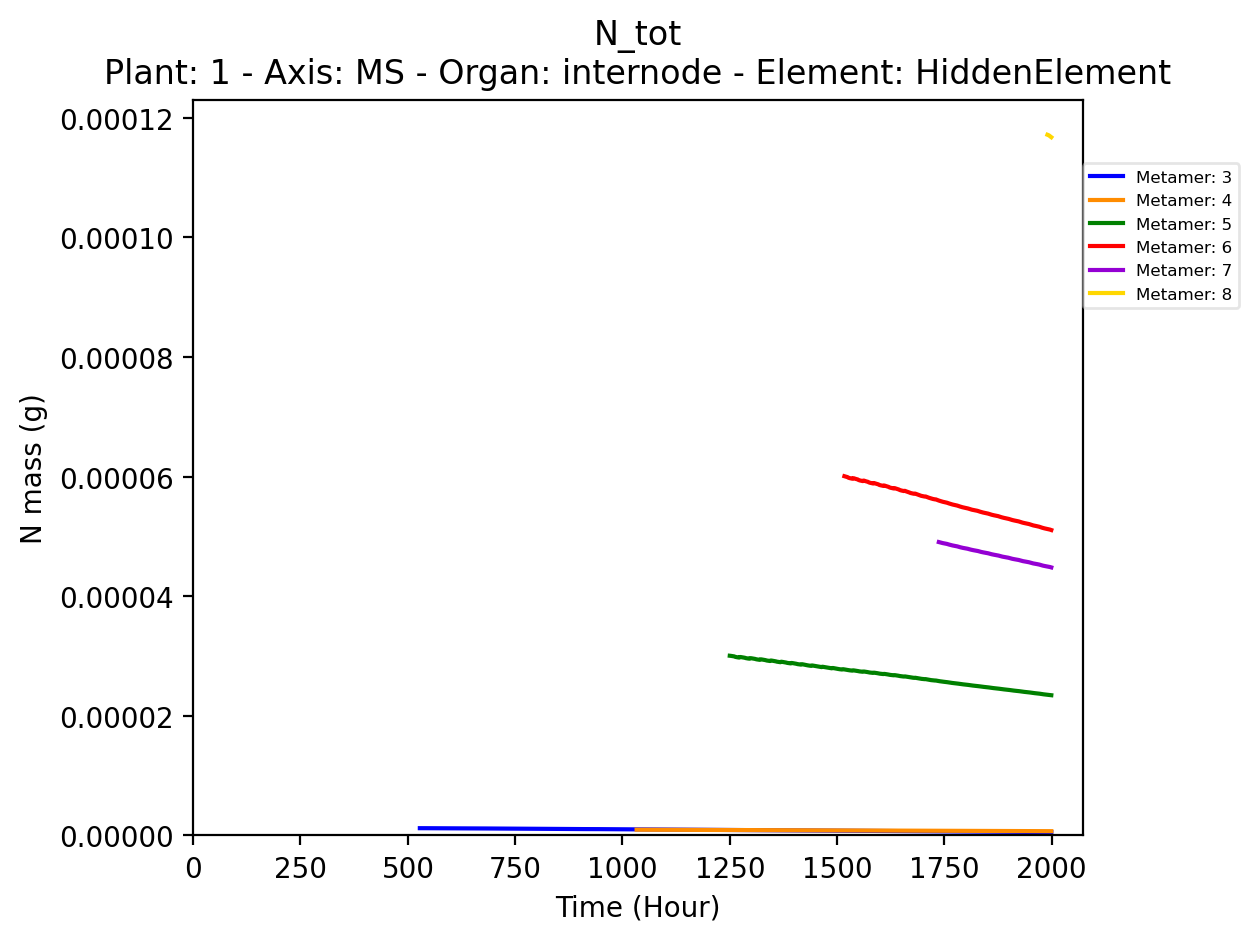 N_tot
Plant: 1 - Axis: MS - Organ: internode - Element: HiddenElement
0.00012
0.00010
0.00008
0.00006
0.00004
0.00002
0.00000
N mass (g)
0 250 500 750 1000 1250 1500 1750 2000
Time (Hour)
Metamer: 3
Metamer: 4
Metamer: 5
Metamer: 6
Metamer: 7
Metamer: 8